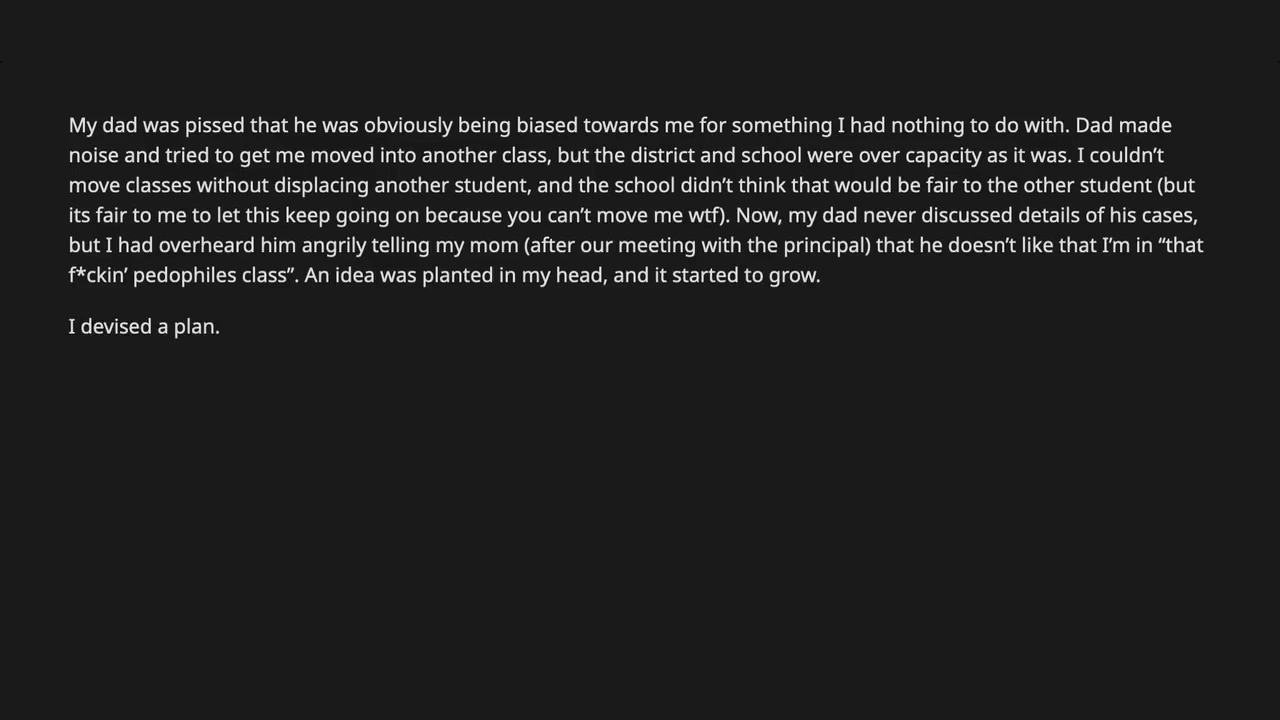 My dad was pissed that he was obviously being biased towards me for something I had nothing to do with. Dad made
noise and tried to get me moved into another class, but the district and school were over capacity as it was. I couldn’t
move classes without displacing another student, and the school didn’t think that would be fair to the other student (but
its fair to me to let this keep going on because you can’t move me wtf). Now, my dad never discussed details of his cases,
but I had overheard him angrily telling my mom (after our meeting with the principal) that he doesn’t like that I’m in “that
f*ckin’ pedophiles class”. An idea was planted in my head, and it started to grow.
I devised a plan.